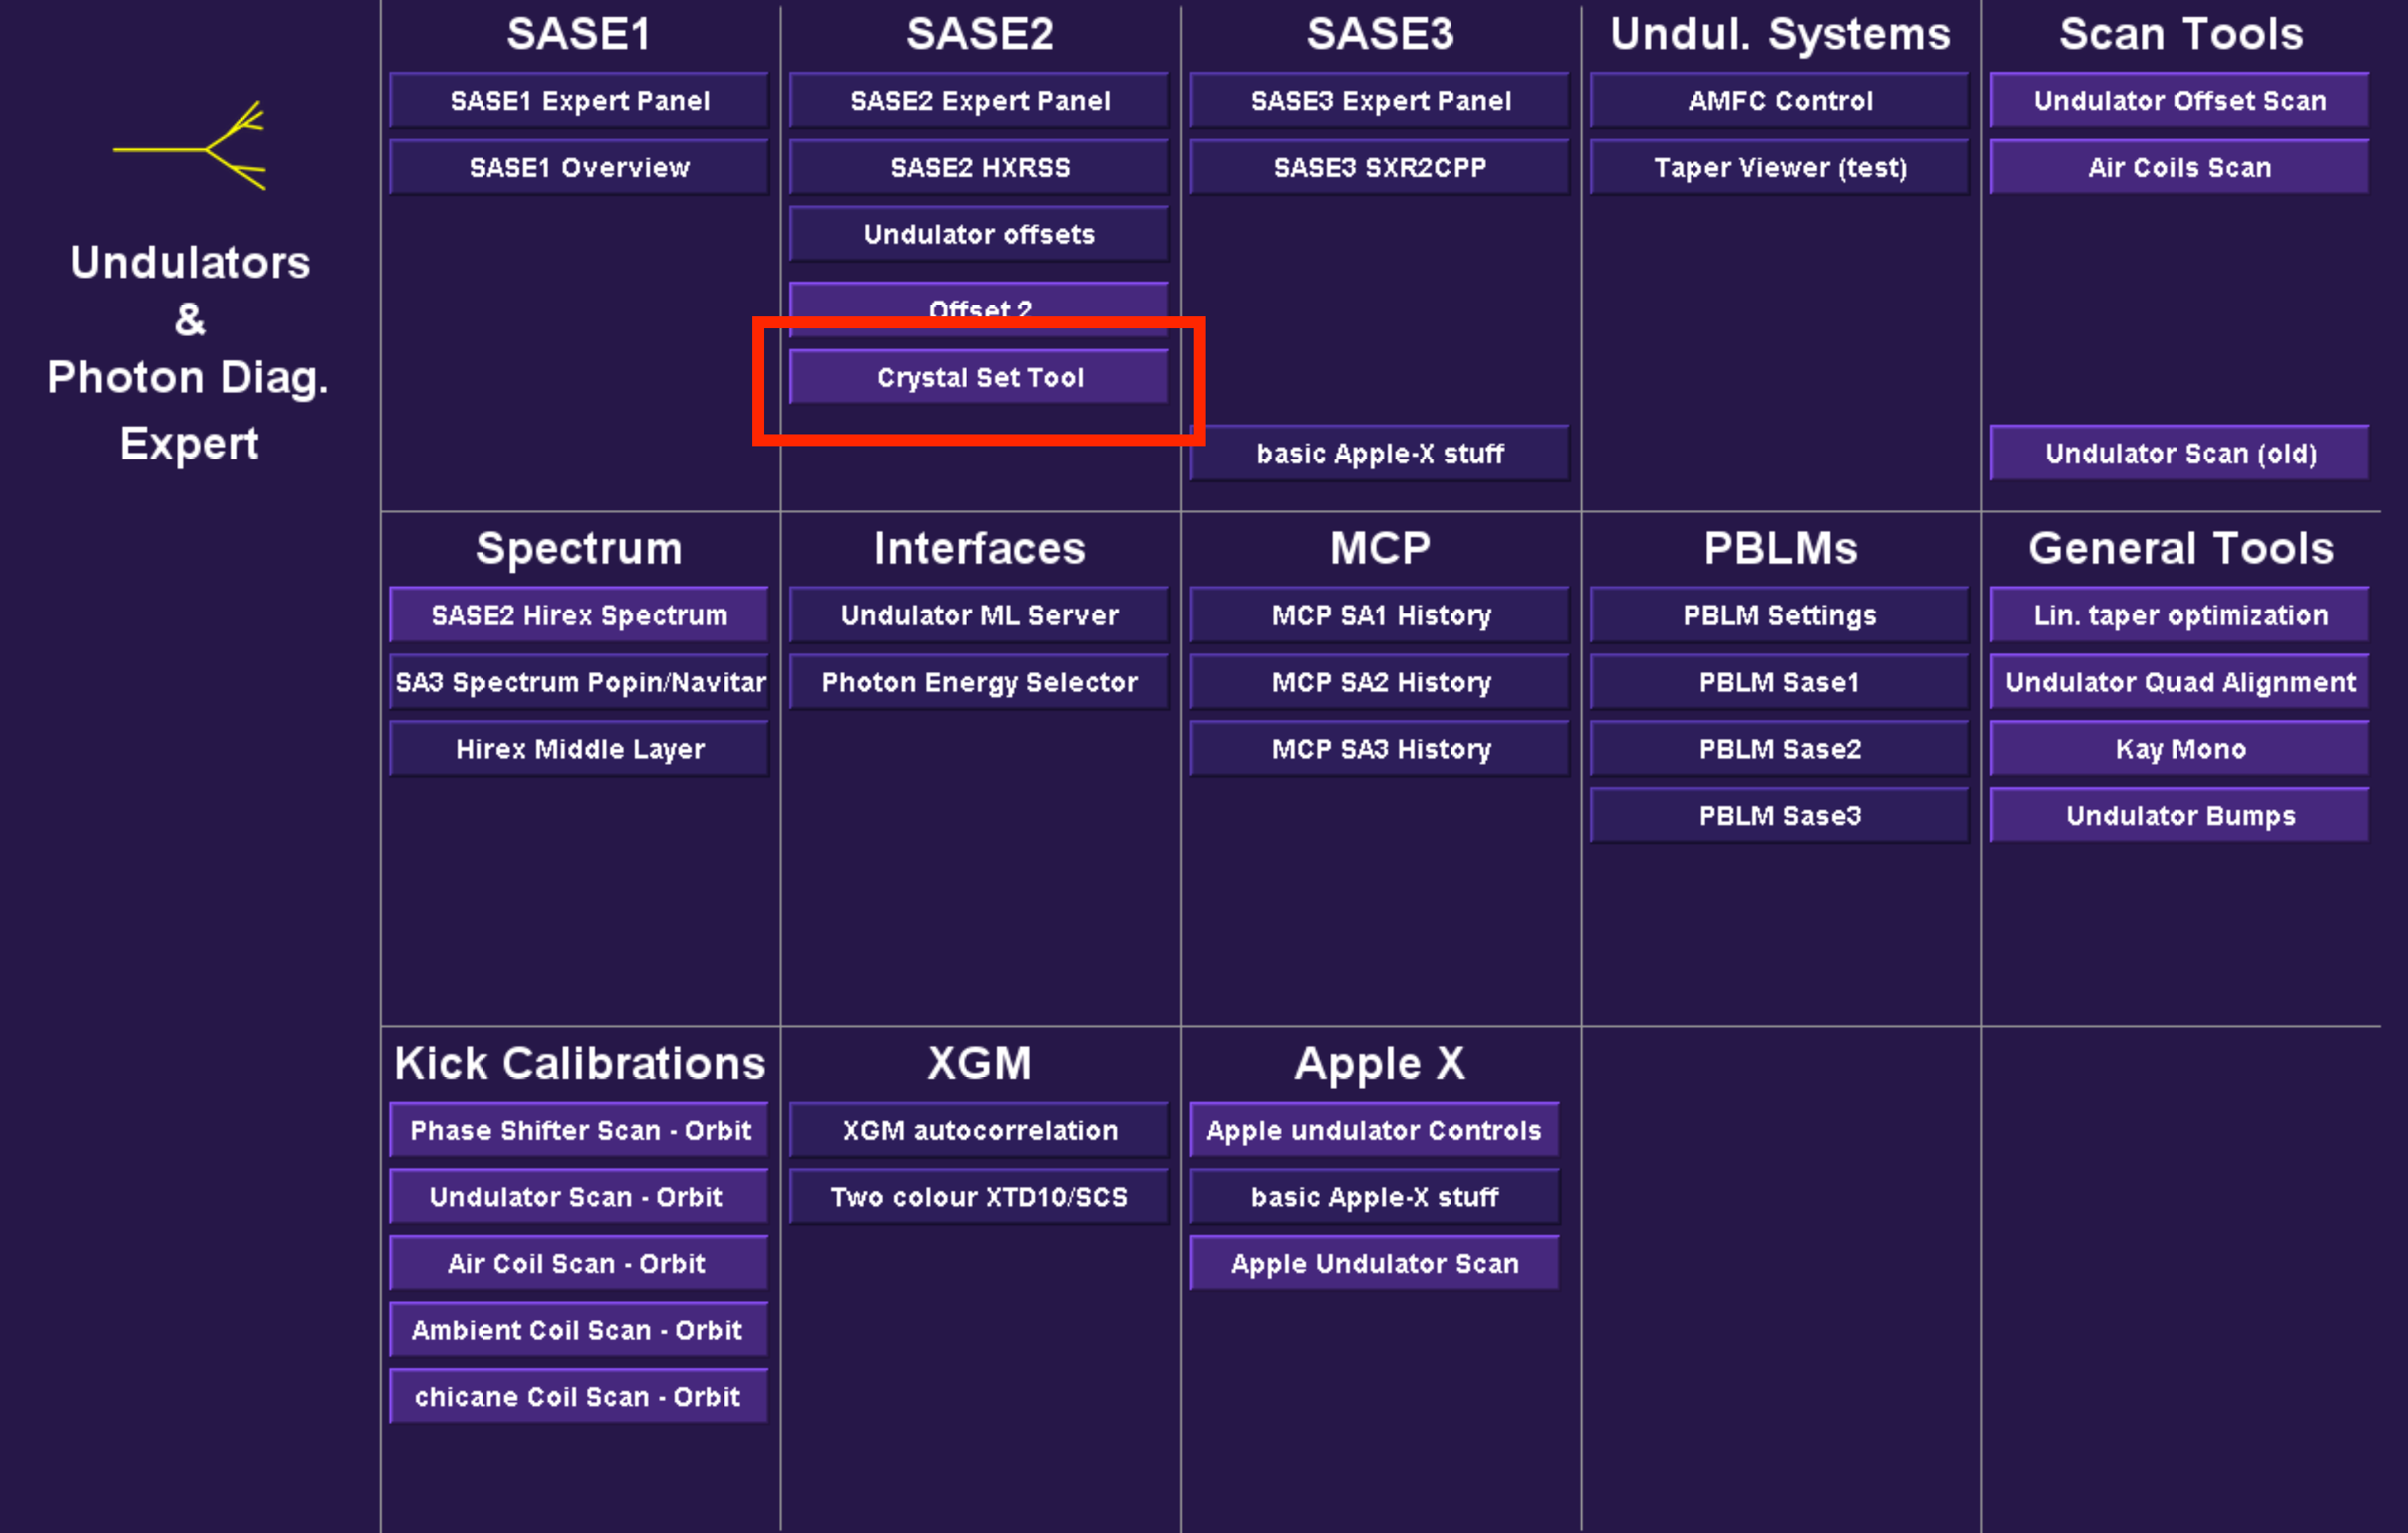 Undulators
&
Photon Diag.
Expert
SASE1
SASE1 Expert Panel
SASE1 Overview
SASE2
SASE2 Expert Panel
SASE2 HXRSS
Undulator offsets
Offset 2
Crystal Set Tool
SASE3
SASE3 Expert Panel
SASE3 SXR2CPP
basic Apple-X stuff
Undul. Systems
AMFC Control
Taper Viewer (test)
Scan Tools
Undulator Offset Scan
Air Coils Scan
Undulator Scan (old)
Spectrum
SASE2 Hirex Spectrum
SA3 Spectrum Popin/Navitar
Hirex Middle Layer
Interfaces
Undulator ML Server
Photon Energy Selector
MCP
MCP SA1 History
MCP SA2 History
MCP SA3 History
PBLMs
PBLM Settings
PBLM Sase1
PBLM Sase2
PBLM Sase3
General Tools
Lin. taper optimization
Undulator Quad Alignment
Kay Mono
Undulator Bumps
Kick Calibrations
Phase Shifter Scan - Orbit
Undulator Scan - Orbit
Air Coil Scan - Orbit
Ambient Coil Scan - Orbit
chicane Coil Scan - Orbit
XGM
XGM autocorrelation
Two colour XTD10/SCS
Apple X
Apple undulator Controls
basic Apple-X stuff
Apple Undulator Scan